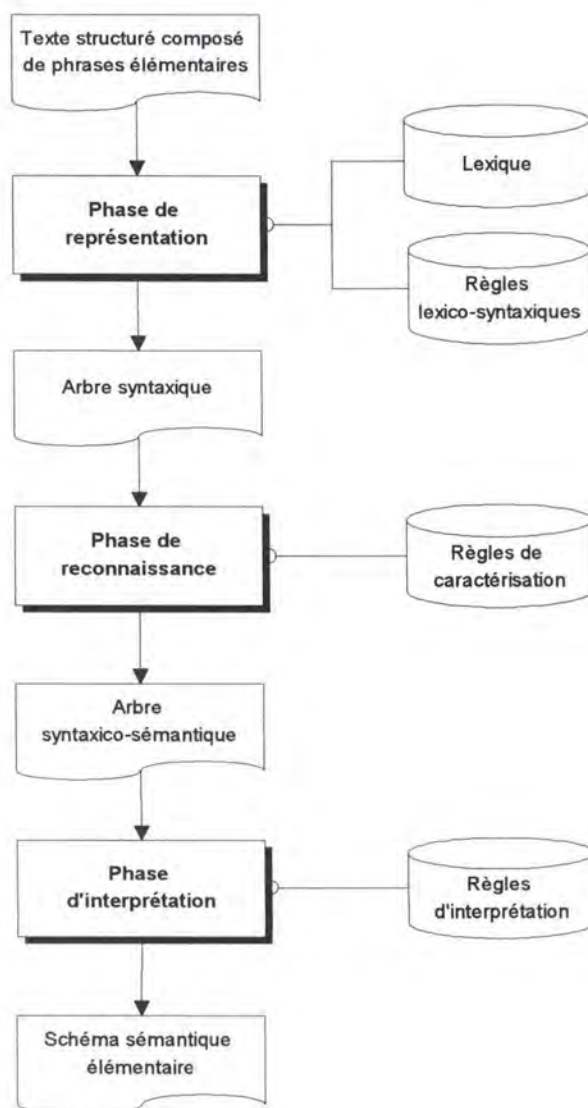 Texte structuré composé
de phrases élémentaires
Phase de
représentation
Lexique
Règles
lexico-syntaxiques
Arbre syntaxique
Phase de
reconnaissance
Règles de
caractérisation
Arbre
syntaxico-sémantique
Phase
d'interprétation
Règles
d'interprétation
Schéma sémantique
élémentaire